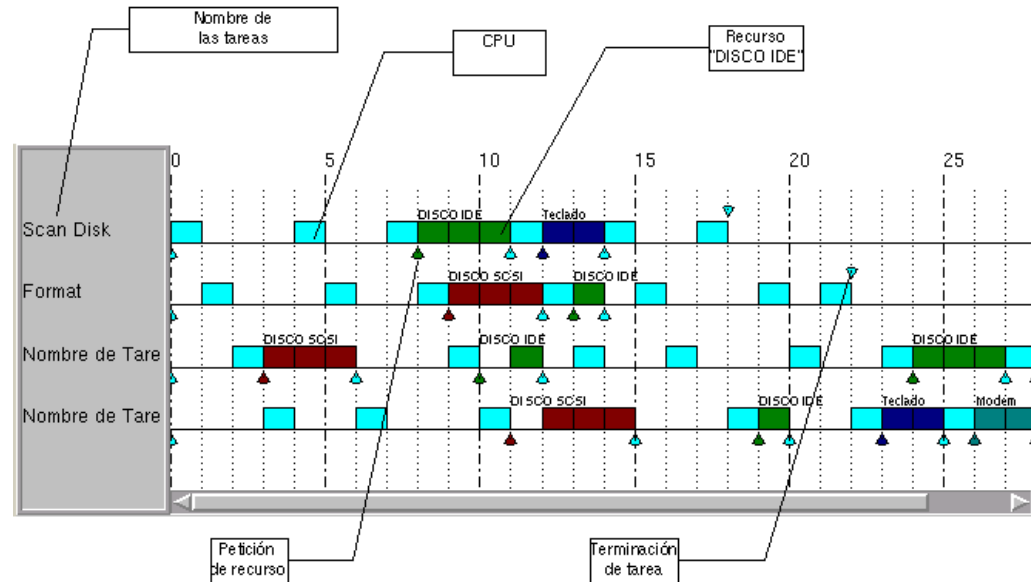 Nombre de
las tareas
CPU
Recurso
"DISCO IDE"
0 5 10 15 20 25
DISCO IDE Teclado
Scan Disk
DISCO SCSI DISCO IDE
Format
DISCO SCSI DISCO IDE DISCO IDE
Nombre de Tare
DISCO SCSI DISCO IDE Teclado Modem
Nombre de Tare
Petición
de recurso
Terminación
de tarea